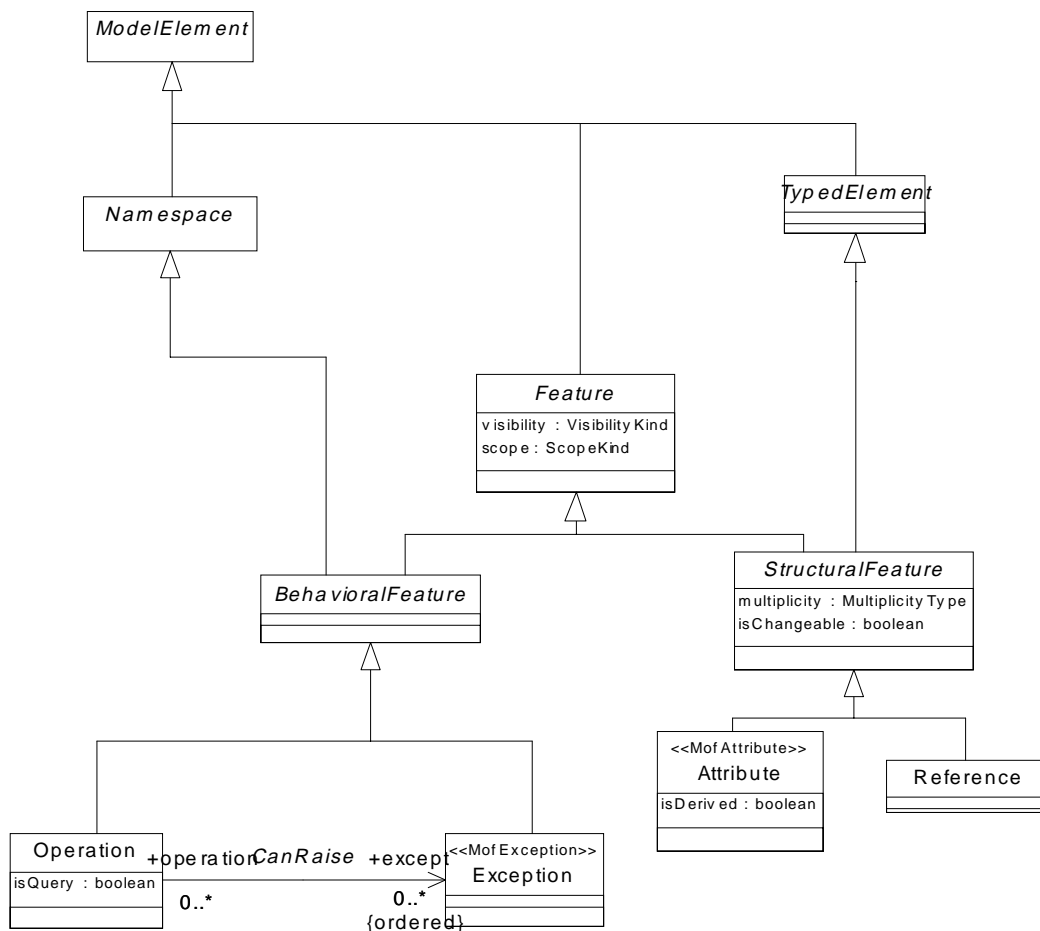 ModelElement
TypedElement
Namespace
Feature
visibility : VisibilityKind
scope : ScopeKind
StructuralFeature
multiplicity : MultiplicityType
isChangeable : boolean
BehavioralFeature
<<MofAttribute>>
Attribute
isDerived : boolean
Reference
Operation
isQuery : boolean
+operation
CanRaise
+except
0..*
0..*
{ordered}
<<MofException>>
Exception